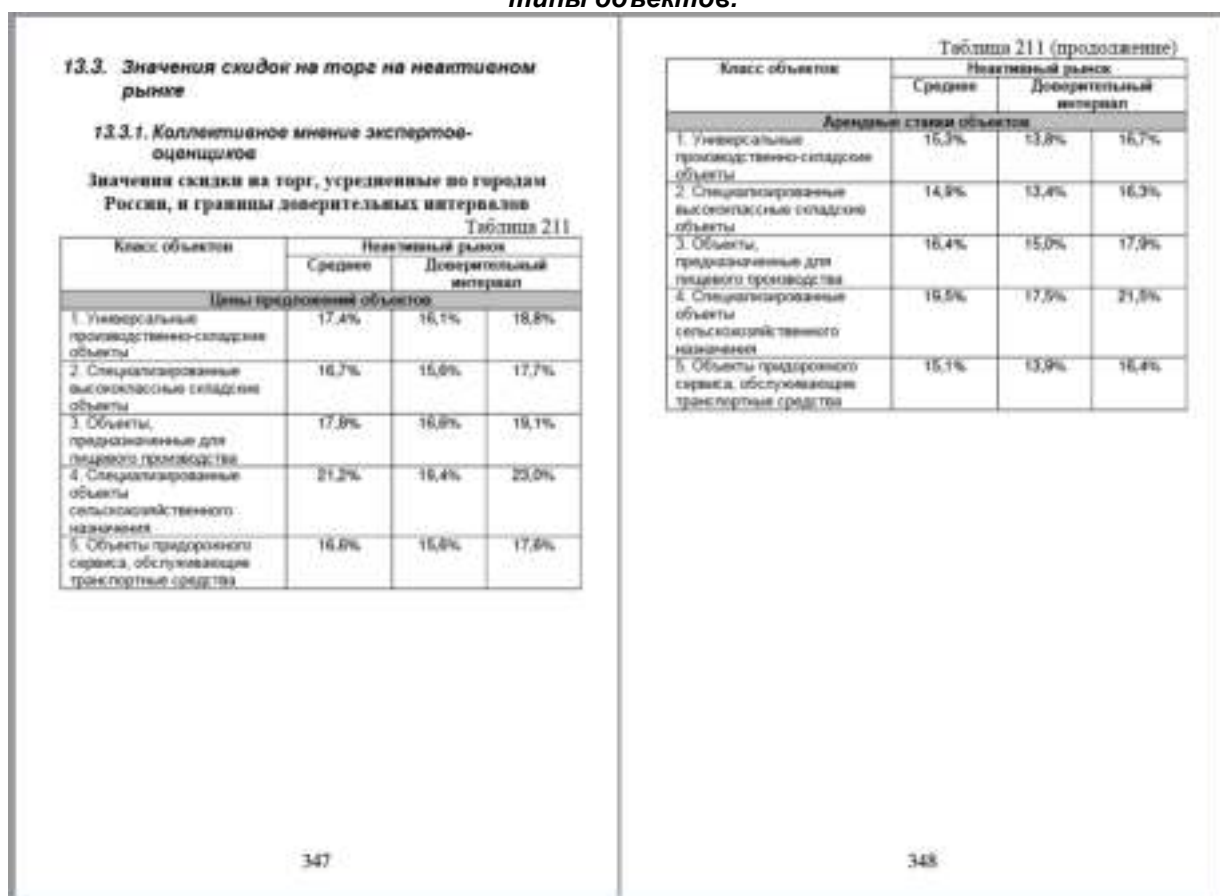 типы объектов.
13.3. Значения скидок на торг на неактивном
рынке
13.3.1. Коллективное мнение экспертов-
оценщиков
Значения скидки на торг, усредненные по городам
России, и границы доверительных интервалов
Таблица 211
Класс объектов Неактивный рынок
Среднее Доверительный
интервал
Цены предложений объектов
1. Универсальные 17,4% 16,1% 18,8%
производственно-складские
объекты
2. Специализированные 16,7% 15,6% 17,7%
высококлассные складские
объекты
3. Объекты, 17,8% 16,6% 19,1%
предназначенные для
пищевого производства
4. Специализированные 21,2% 19,4% 23,0%
объекты
сельскохозяйственного
назначения
5. Объекты придорожного 16,6% 15,6% 17,6%
сервиса, обслуживающие
транспортные средства
347
Таблица 211 (продолжение)
Класс объектов Неактивный рынок
Среднее Доверительный
интервал
Арендные ставки объектов
1. Универсальные 15,3% 13,8% 16,7%
производственно-складские
объекты
2. Специализированные 14,9% 13,4% 16,3%
высококлассные складские
объекты
3. Объекты, 16,4% 15,0% 17,9%
предназначенные для
пищевого производства
4. Специализированные 19,5% 17,5% 21,5%
объекты
сельскохозяйственного
назначения
5. Объекты придорожного 15,1% 13,9% 16,4%
сервиса, обслуживающие
транспортные средства
348